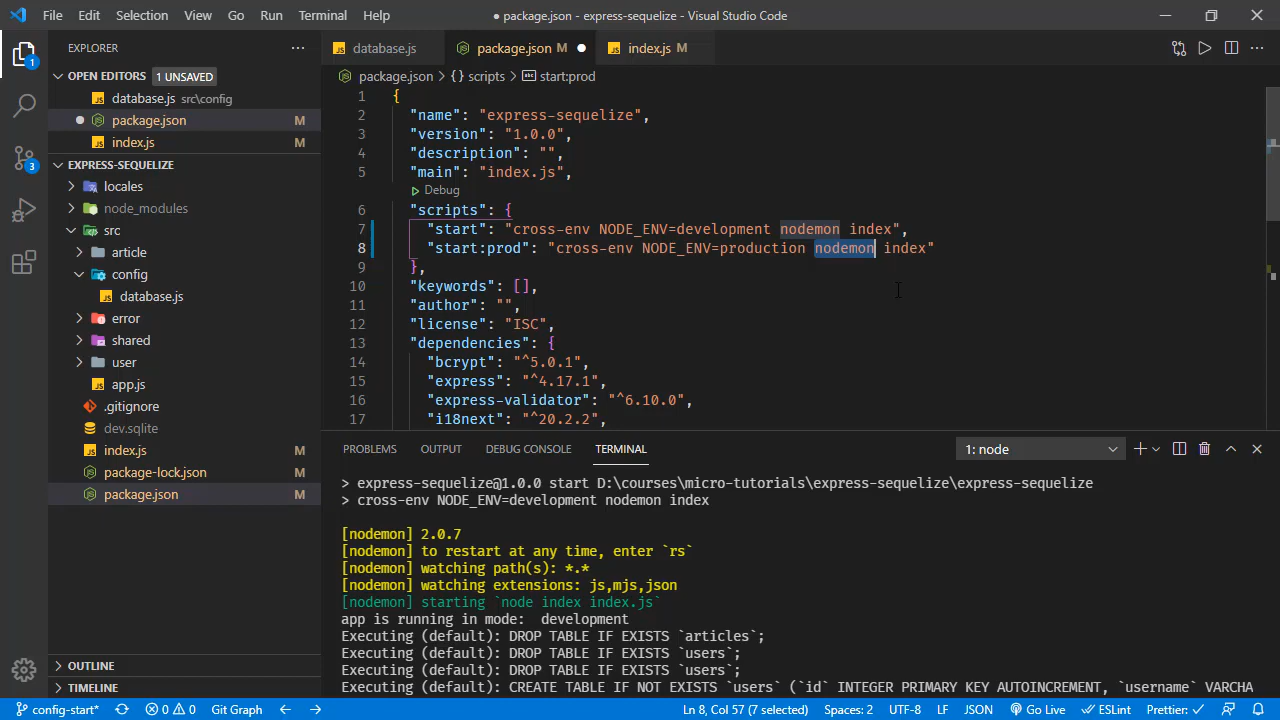 File Edit Selection View Go Run Terminal Help
● package.json - express-sequelize - Visual Studio Code
EXPLORER
OPEN EDITORS 1 UNSAVED
JS database.js src\config
● package.json M
JS index.js M
EXPRESS-SEQUELIZE
locales
node_modules
src
article
config
JS database.js
error
shared
user
JS app.js
.gitignore
dev.sqlite
JS index.js M
package-lock.json M
package.json M
OUTLINE
TIMELINE
1
3
JS database.js package.json M ● JS index.js M
package.json > {} scripts > abc start:prod
1 {
2 "name": "express-sequelize",
3 "version": "1.0.0",
4 "description": "",
5 "main": "index.js",
Debug
6 "scripts": {
7 "start": "cross-env NODE_ENV=development nodemon index",
8 "start:prod": "cross-env NODE_ENV=production nodemon index"
9 },
10 "keywords": [],
11 "author": "",
12 "license": "ISC",
13 "dependencies": {
14 "bcrypt": "^5.0.1",
15 "express": "^4.17.1",
16 "express-validator": "^6.10.0",
17 "i18next": "^20.2.2",
PROBLEMS OUTPUT DEBUG CONSOLE TERMINAL 1: node
> express-sequelize@1.0.0 start D:\courses\micro-tutorials\express-sequelize\express-sequelize
> cross-env NODE_ENV=development nodemon index
[nodemon] 2.0.7
[nodemon] to restart at any time, enter `rs`
[nodemon] watching path(s): *.*
[nodemon] watching extensions: js,mjs,json
[nodemon] starting `node index index.js`
app is running in mode:  development
Executing (default): DROP TABLE IF EXISTS `articles`;
Executing (default): DROP TABLE IF EXISTS `users`;
Executing (default): DROP TABLE IF EXISTS `users`;
Executing (default): CREATE TABLE IF NOT EXISTS `users` (`id` INTEGER PRIMARY KEY AUTOINCREMENT, `username` VARCHA
config-start* 0 0 Git Graph Ln 8, Col 57 (7 selected) Spaces: 2 UTF-8 LF JSON Go Live ESLint Prettier: ✓